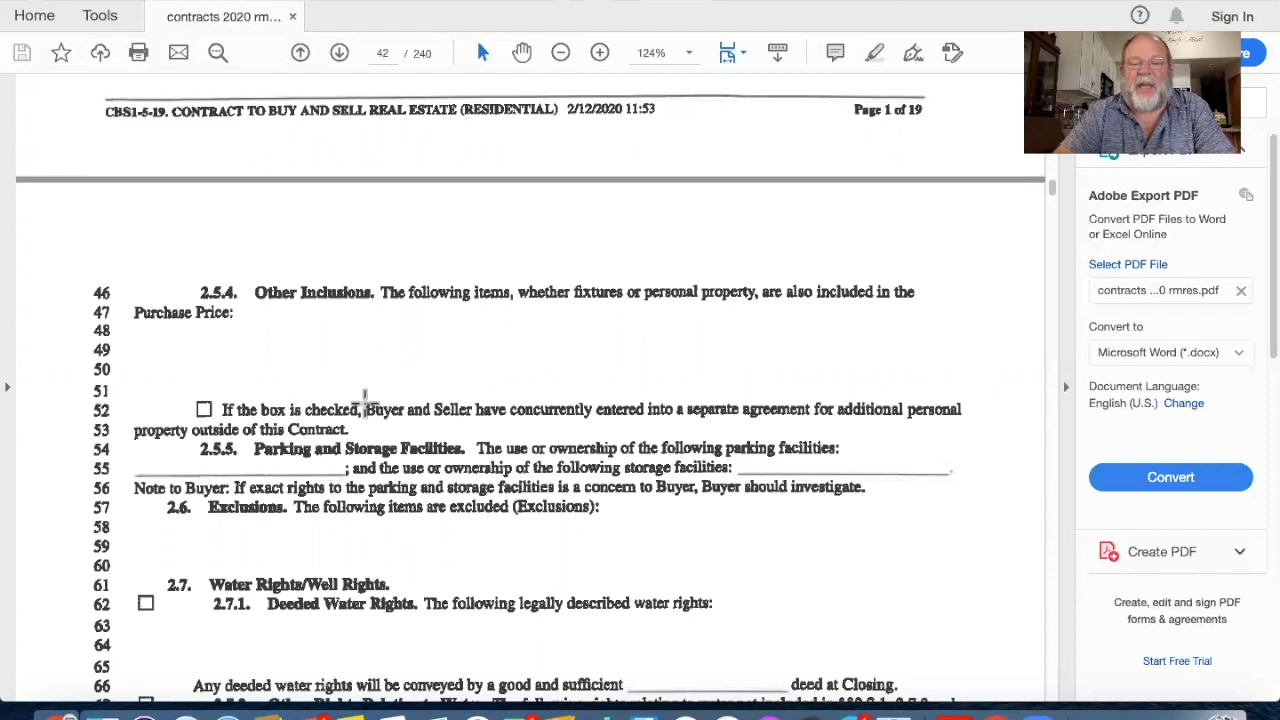 Home Tools contracts 2020 rm... × Sign In
42 / 240 124%
CBS1-5-19. CONTRACT TO BUY AND SELL REAL ESTATE (RESIDENTIAL) 2/12/2020 11:53 Page 1 of 19
46 2.5.4. Other Inclusions. The following items, whether fixtures or personal property, are also included in the
47 Purchase Price:
48
49
50
51
52 If the box is checked, Buyer and Seller have concurrently entered into a separate agreement for additional personal
53 property outside of this Contract.
54 2.5.5. Parking and Storage Facilities. The use or ownership of the following parking facilities:
55 ; and the use or ownership of the following storage facilities: .
56 Note to Buyer: If exact rights to the parking and storage facilities is a concern to Buyer, Buyer should investigate.
57 2.6. Exclusions. The following items are excluded (Exclusions):
58
59
60
61 2.7. Water Rights/Well Rights.
62 2.7.1. Deeded Water Rights. The following legally described water rights:
63
64
65
66 Any deeded water rights will be conveyed by a good and sufficient deed at Closing.
Adobe Export PDF
Convert PDF Files to Word
or Excel Online
Select PDF File
contracts ...0 rmres.pdf
Convert to
Microsoft Word (*.docx)
Document Language:
English (U.S.) Change
Convert
Create PDF
Create, edit and sign PDF
forms & agreements
Start Free Trial